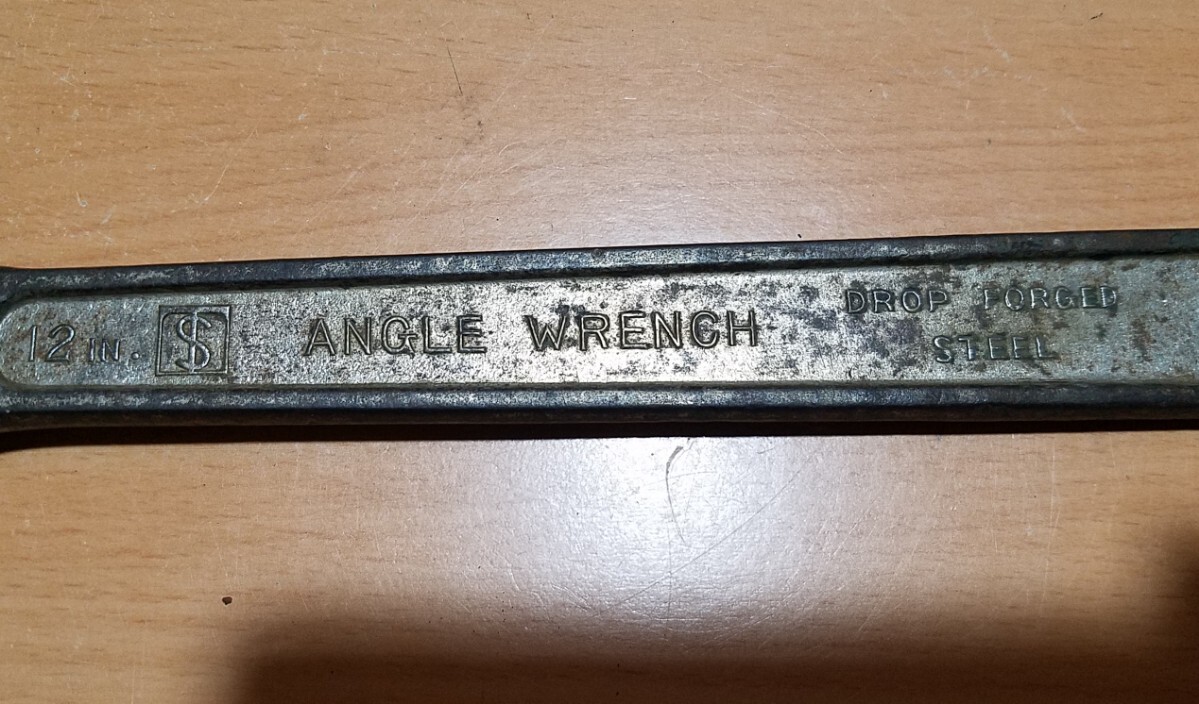 12 IN. ANGLE WRENCH
DROP FORGED
STEEL